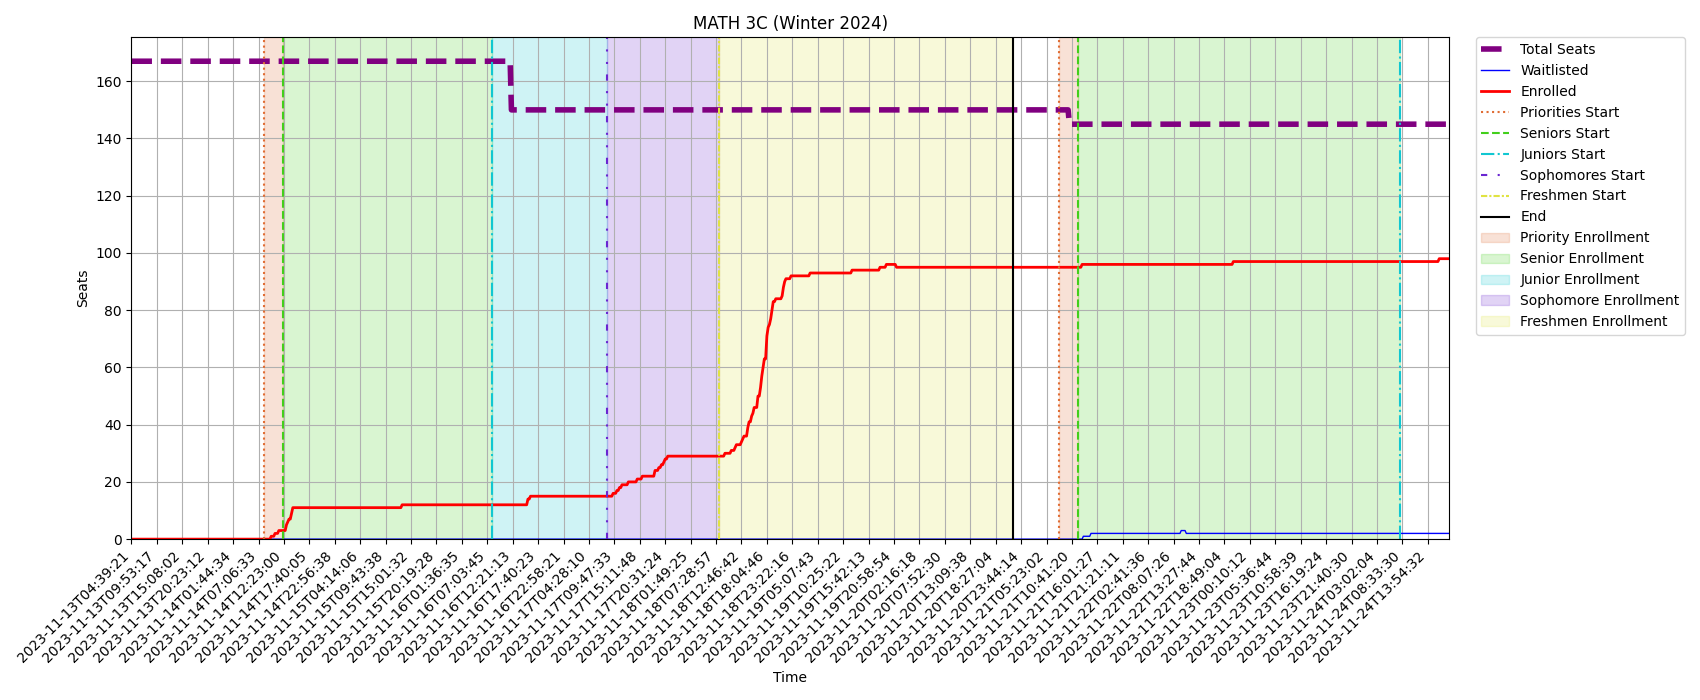 MATH 3C (Winter 2024)
Seats
160
140
120
100
80
60
40
20
0
2023-11-13T04:39:21
2023-11-13T09:53:17
2023-11-13T15:08:02
2023-11-13T20:23:12
2023-11-14T01:44:34
2023-11-14T07:06:33
2023-11-14T12:23:00
2023-11-14T17:40:05
2023-11-14T22:56:38
2023-11-15T04:14:06
2023-11-15T09:43:38
2023-11-15T15:01:32
2023-11-15T20:19:28
2023-11-16T01:36:35
2023-11-16T07:03:45
2023-11-16T12:21:13
2023-11-16T17:40:23
2023-11-16T22:58:21
2023-11-17T04:28:10
2023-11-17T09:47:33
2023-11-17T15:11:48
2023-11-17T20:31:24
2023-11-18T01:49:25
2023-11-18T07:28:57
2023-11-18T12:46:42
2023-11-18T18:04:46
2023-11-18T23:22:16
2023-11-19T05:07:43
2023-11-19T10:25:22
2023-11-19T15:42:13
2023-11-19T20:58:54
2023-11-20T02:16:18
2023-11-20T07:52:30
2023-11-20T13:09:38
2023-11-20T18:27:04
2023-11-20T23:44:14
2023-11-21T05:23:02
2023-11-21T10:41:20
2023-11-21T16:01:27
2023-11-21T21:21:11
2023-11-22T02:41:36
2023-11-22T08:07:26
2023-11-22T13:27:44
2023-11-22T18:49:04
2023-11-23T00:10:12
2023-11-23T05:36:44
2023-11-23T10:58:39
2023-11-23T16:19:24
2023-11-23T21:40:30
2023-11-24T03:02:04
2023-11-24T08:33:30
2023-11-24T13:54:32
Time
Total Seats
Waitlisted
Enrolled
Priorities Start
Seniors Start
Juniors Start
Sophomores Start
Freshmen Start
End
Priority Enrollment
Senior Enrollment
Junior Enrollment
Sophomore Enrollment
Freshmen Enrollment